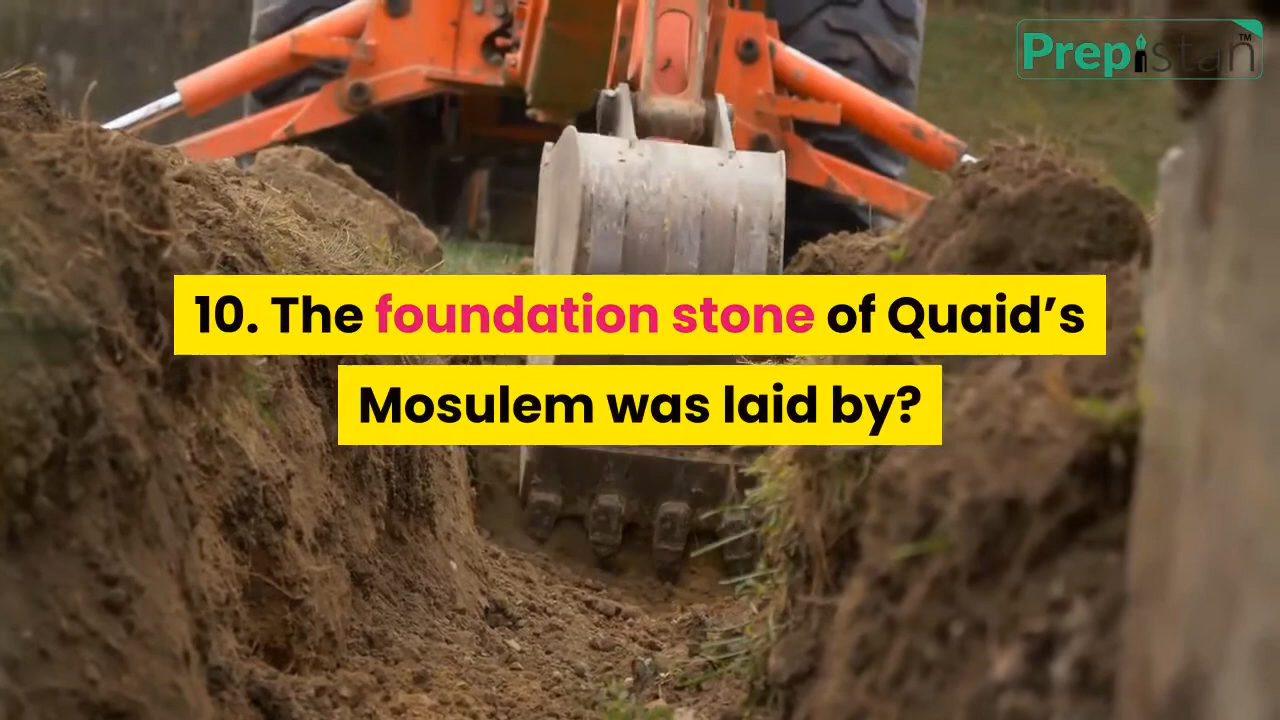 Prepistan™
10. The foundation stone of Quaid’s
Mosulem was laid by?